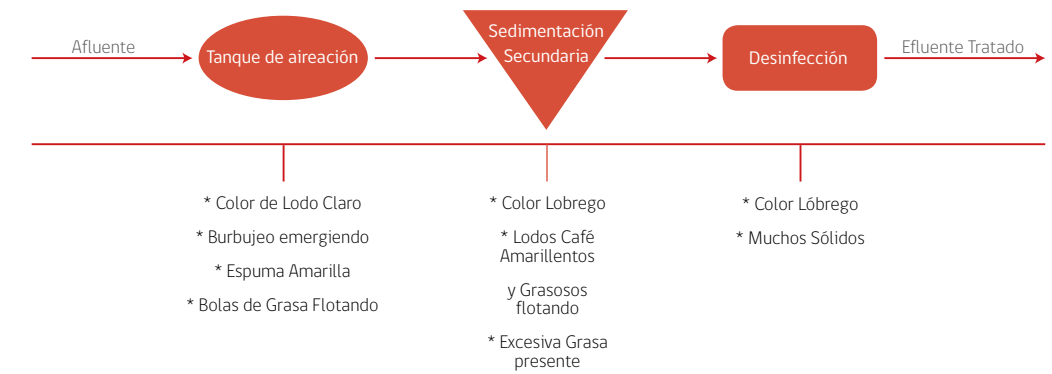 Afluente
Tanque de aireación
Sedimentación
Secundaria
Desinfección
Efluente Tratado
* Color de Lodo Claro
* Burbujeo emergiendo
* Espuma Amarilla
* Bolas de Grasa Flotando
* Color Lobrego
* Lodos Café
Amarillentos
y Grasosos
flotando
* Excesiva Grasa
presente
* Color Lóbrego
* Muchos Sólidos